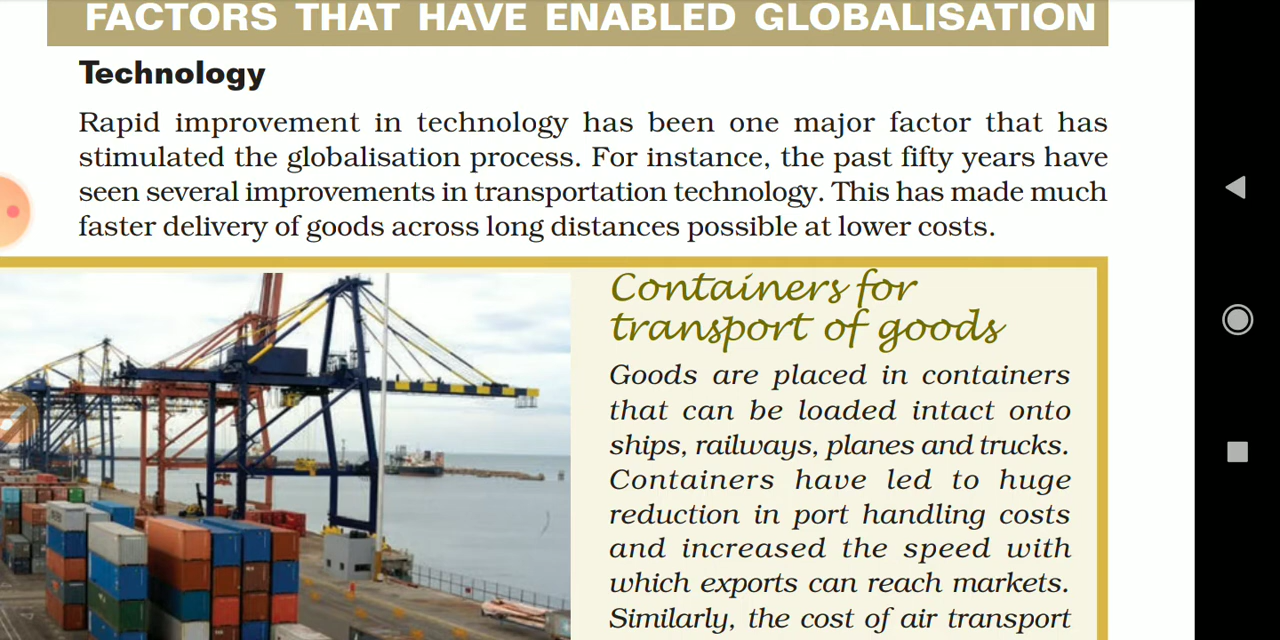 FACTORS THAT HAVE ENABLED GLOBALISATION
Technology
Rapid improvement in technology has been one major factor that has
stimulated the globalisation process. For instance, the past fifty years have
seen several improvements in transportation technology. This has made much
faster delivery of goods across long distances possible at lower costs.
Containers for
transport of goods
Goods are placed in containers
that can be loaded intact onto
ships, railways, planes and trucks.
Containers have led to huge
reduction in port handling costs
and increased the speed with
which exports can reach markets.
Similarly, the cost of air transport